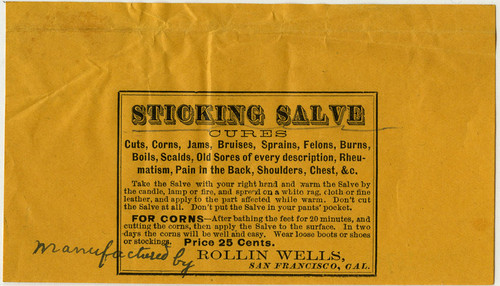 STICKING SALVE
CURES
Cuts, Corns, Jams, Bruises, Sprains, Felons, Burns,
Boils, Scalds, Old Sores of every description, Rheu-
matism, Pain in the Back, Shoulders, Chest, &c.
Take the Salve with your right hrnd and warm the Salve by
the candle, lamp or fire, and spre'd on a white rag, cloth or fine
leather, and apply to the part affected while warm. Don't cut
the Salve at all. Don't put the Salve in your pants' pocket.
FOR CORNS—After bathing the feet for 20 minutes, and
cutting the corns, then apply the Salve to the surface. In two
days the corns will be well and easy. Wear loose boots or shoes
or stockings. Price 25 Cents.
manufactured by ROLLIN WELLS,
SAN FRANCISCO, CAL.